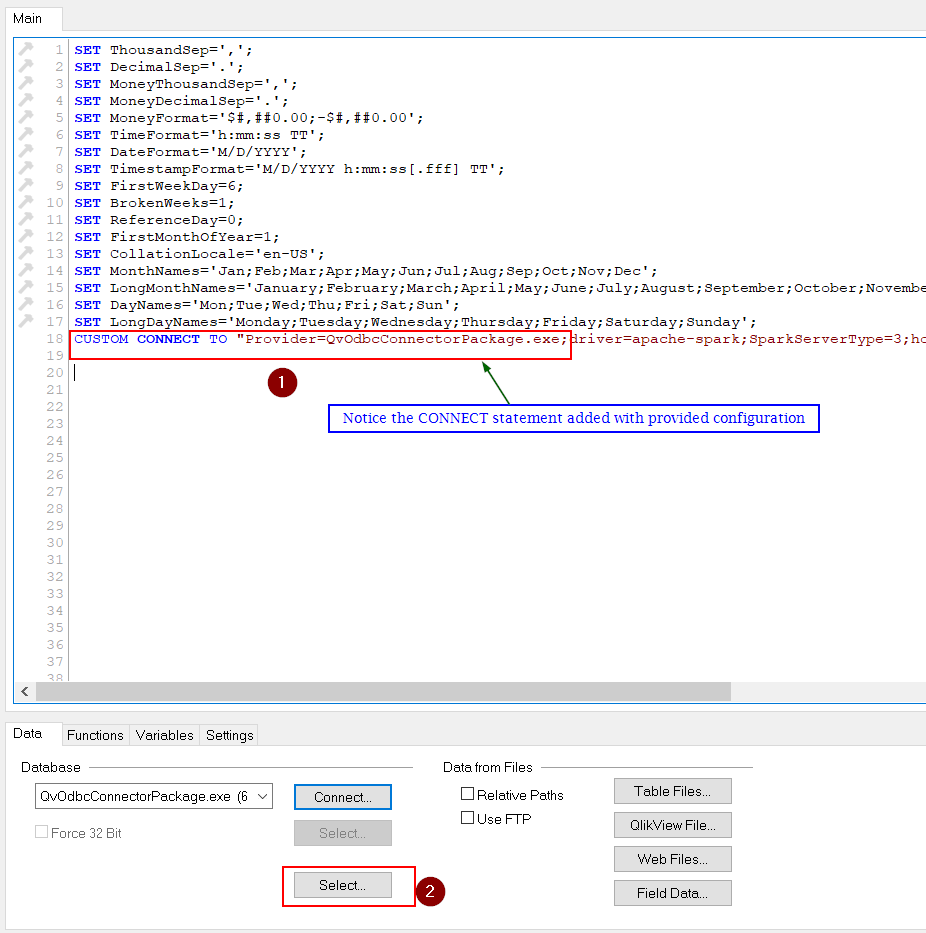 Main
1 SET ThousandSep=',';
2 SET DecimalSep='.';
3 SET MoneyThousandSep=',';
4 SET MoneyDecimalSep='.';
5 SET MoneyFormat='$#,##0.00;-$#,##0.00';
6 SET TimeFormat='h:mm:ss TT';
7 SET DateFormat='M/D/YYYY';
8 SET TimestampFormat='M/D/YYYY h:mm:ss[.fff] TT';
9 SET FirstWeekDay=6;
10 SET BrokenWeeks=1;
11 SET ReferenceDay=0;
12 SET FirstMonthOfYear=1;
13 SET CollationLocale='en-US';
14 SET MonthNames='Jan;Feb;Mar;Apr;May;Jun;Jul;Aug;Sep;Oct;Nov;Dec';
15 SET LongMonthNames='January;February;March;April;May;June;July;August;September;October;Novembe
16 SET DayNames='Mon;Tue;Wed;Thu;Fri;Sat;Sun';
17 SET LongDayNames='Monday;Tuesday;Wednesday;Thursday;Friday;Saturday;Sunday';
18 CUSTOM CONNECT TO "Provider=QvOdbcConnectorPackage.exe;driver=apache-spark;SparkServerType=3;ho
19
20
21
1
22
Notice the CONNECT statement added with provided configuration
23
24
25
26
27
28
29
30
31
32
33
34
35
36
37
38
Data Functions Variables Settings
Database
QvOdbcConnectorPackage.exe (6
Connect...
Force 32 Bit
Select...
Select...
2
Data from Files
Relative Paths
Use FTP
Table Files...
QlikView File...
Web Files...
Field Data...